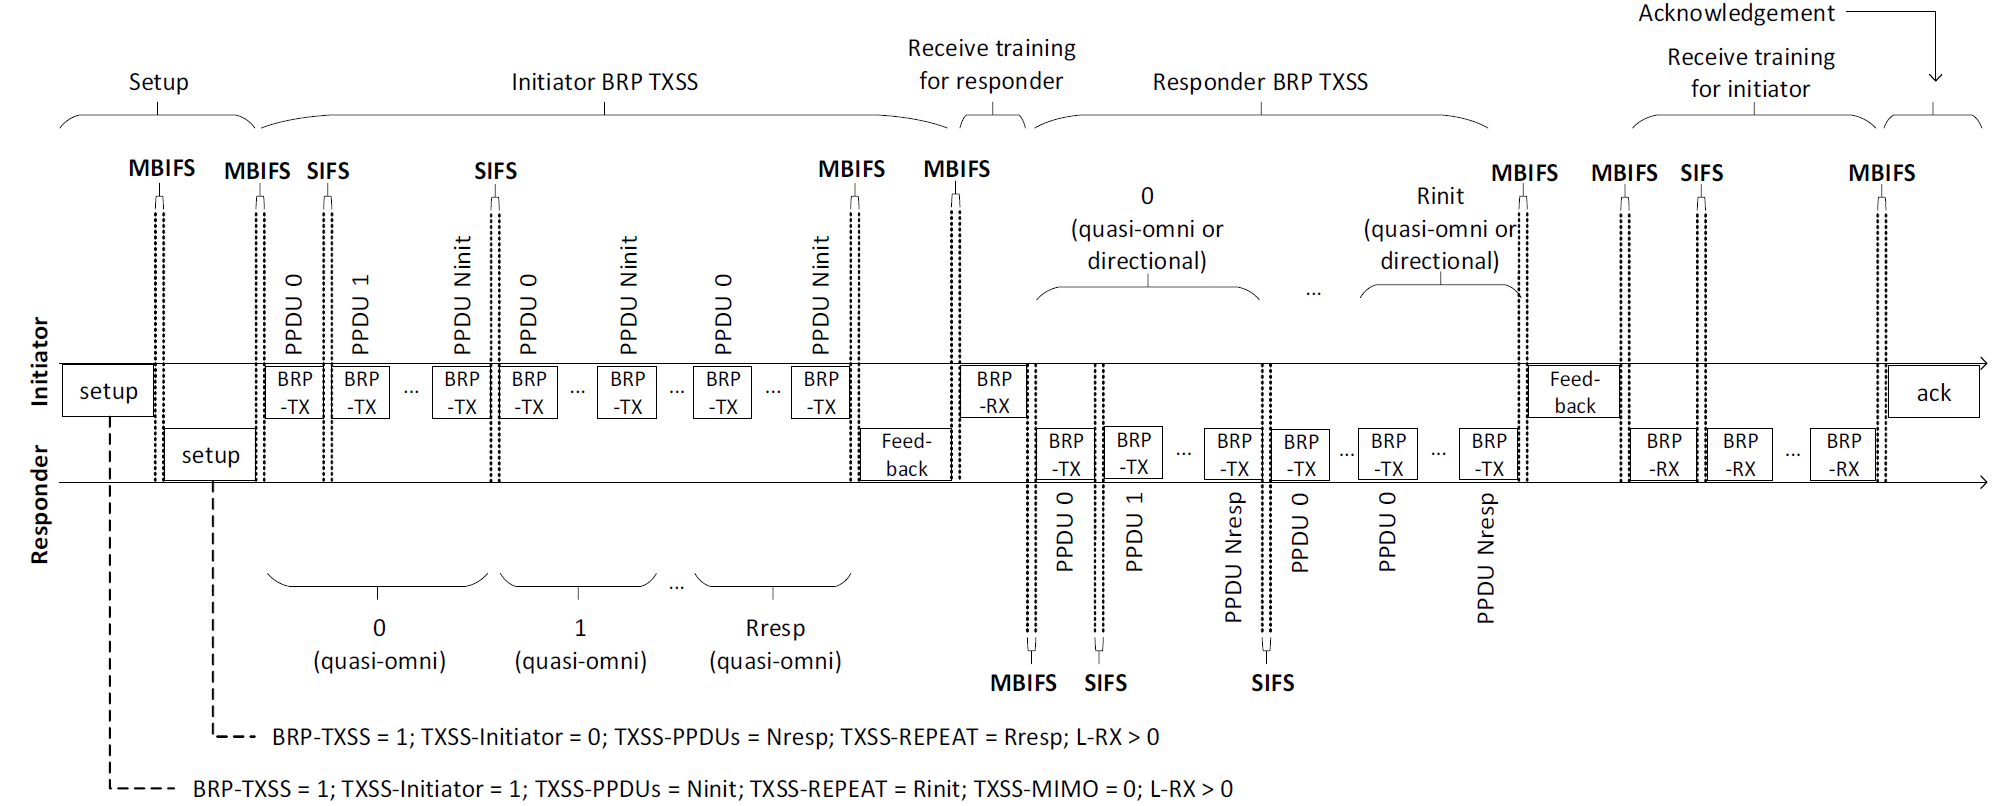 Acknowledgement
Receive training
for responder
Receive training
for initiator
Setup
Initiator BRP TXSS
Responder BRP TXSS
MBIFS
MBIFS
SIFS
SIFS
MBIFS
MBIFS
MBIFS
MBIFS
SIFS
MBIFS
0
(quasi-omni or
directional)
...
Rinit
(quasi-omni or
directional)
PPDU 0
PPDU 1
PPDU Ninit
PPDU 0
PPDU Ninit
PPDU 0
PPDU Ninit
Initiator
setup
BRP
-TX
BRP
-TX
...
BRP
-TX
BRP
-TX
...
BRP
-TX
...
BRP
-TX
...
BRP
-TX
BRP
-RX
Feed-
back
ack
Responder
setup
Feed-
back
BRP
-TX
BRP
-TX
...
BRP
-TX
BRP
-TX
...
BRP
-TX
...
BRP
-TX
BRP
-RX
BRP
-RX
...
BRP
-RX
PPDU 0
PPDU 1
PPDU Nresp
PPDU 0
PPDU 0
PPDU Nresp
0
(quasi-omni)
1
(quasi-omni)
...
Rresp
(quasi-omni)
MBIFS
SIFS
SIFS
BRP-TXSS = 1; TXSS-Initiator = 0; TXSS-PPDUs = Nresp; TXSS-REPEAT = Rresp; L-RX > 0
BRP-TXSS = 1; TXSS-Initiator = 1; TXSS-PPDUs = Ninit; TXSS-REPEAT = Rinit; TXSS-MIMO = 0; L-RX > 0